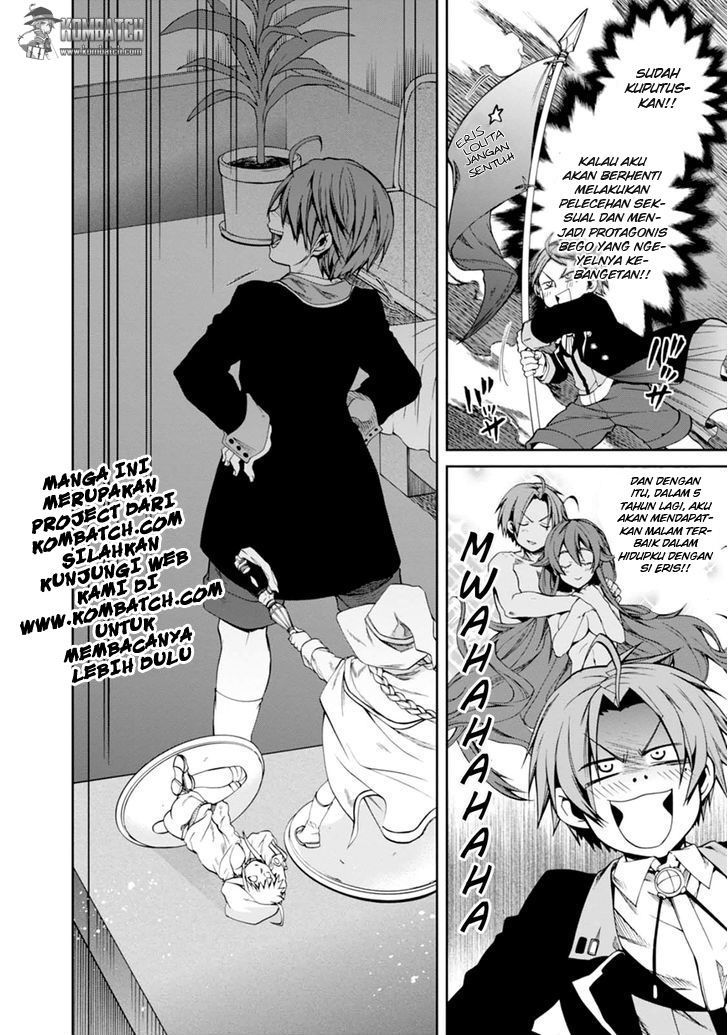 KOMBATCH
www.kombatch.com
SUDAH
KUPUTUS-
KAN!!
ERIS
LOLITA
JANGAN
SENTUH
KALAU AKU
AKAN BERHENTI
MELAKUKAN
PELECEHAN SEK-
SUAL DAN MEN-
JADI PROTAGONIS
BEGO YANG NGE-
YELNYA KE-
BANGETAN!!
DAN DENGAN
ITU, DALAM 5
TAHUN LAGI, AKU
AKAN MENDAPAT-
KAN MALAM TER-
BAIK DALAM
HIDUPKU DENGAN
SI ERIS!!
MWAHAHAHAHAHA
MANGA INI
MERUPAKAN
PROJECT DARI
KOMBATCH.COM
SILAHKAN
KUNJUNGI WEB
KAMI DI
WWW.KOMBATCH.COM
UNTUK
MEMBACANYA
LEBIH DULU